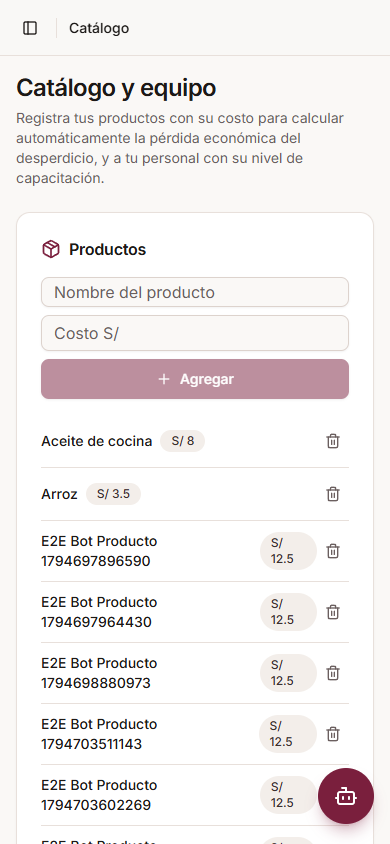 Catálogo
Catálogo y equipo
Registra tus productos con su costo para calcular
automáticamente la pérdida económica del
desperdicio, y a tu personal con su nivel de
capacitación.
Productos
Nombre del producto
Costo S/
Agregar
Aceite de cocina S/ 8
Arroz S/ 3.5
E2E Bot Producto
1794697896590
S/
12.5
E2E Bot Producto
1794697964430
S/
12.5
E2E Bot Producto
1794698880973
S/
12.5
E2E Bot Producto
1794703511143
S/
12.5
E2E Bot Producto
1794703602269
S/
12.5
E2E Bot Producto